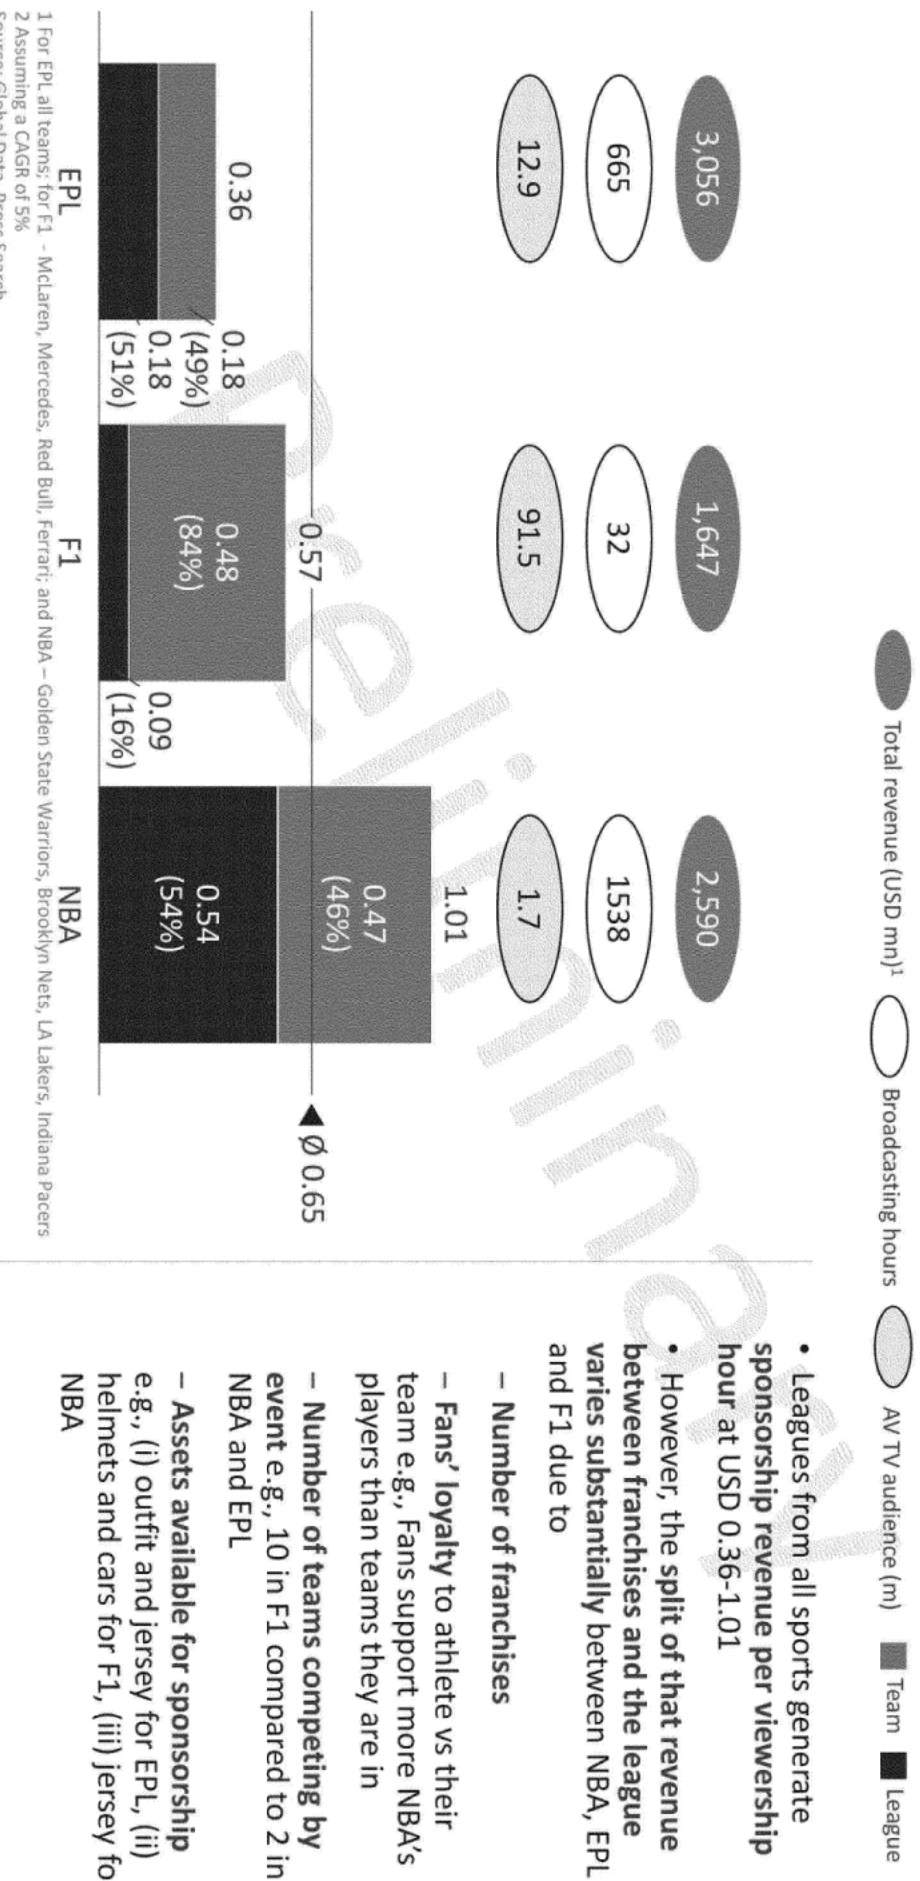 Total revenue (USD mn)¹ Broadcasting hours AV TV audience (m) Team League
3,056 1,647 2,590
665 32 1538
12.9 91.5 1.7
0.36
0.18
(49%)
0.18
(51%)
0.57
0.48
(84%)
0.09
(16%)
1.01
0.47
(46%)
0.54
(54%)
Ø 0.65
EPL F1 NBA
• Leagues from all sports generate
sponsorship revenue per viewership
hour at USD 0.36-1.01
• However, the split of that revenue
between franchises and the league
varies substantially between NBA, EPL
and F1 due to
– Number of franchises
– Fans' loyalty to athlete vs their
team e.g., Fans support more NBA's
players than teams they are in
– Number of teams competing by
event e.g., 10 in F1 compared to 2 in
NBA and EPL
– Assets available for sponsorship
e.g., (i) outfit and jersey for EPL, (ii)
helmets and cars for F1, (iii) jersey fo
NBA
1 For EPL all teams; for F1 - McLaren, Mercedes, Red Bull, Ferrari; and NBA – Golden State Warriors, Brooklyn Nets, LA Lakers, Indiana Pacers
2 Assuming a CAGR of 5%
Source: Global Data, Press Search
Preliminary